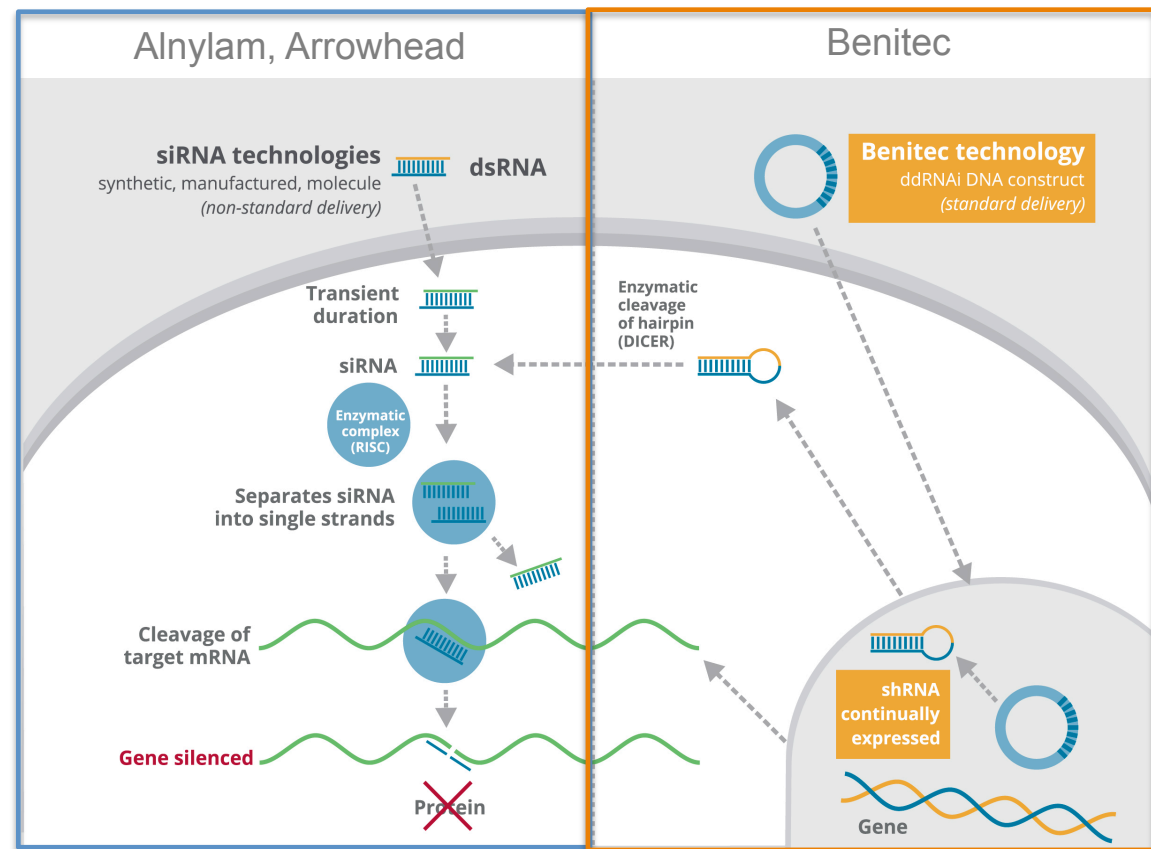 Alnylam, Arrowhead
Benitec
siRNA technologies
synthetic, manufactured, molecule
(non-standard delivery)
dsRNA
Benitec technology
ddRNAi DNA construct
(standard delivery)
Transient
duration
Enzymatic
cleavage
of hairpin
(DICER)
siRNA
Enzymatic
complex
(RISC)
Separates siRNA
into single strands
Cleavage of
target mRNA
shRNA
continually
expressed
Gene silenced
Protein
Gene